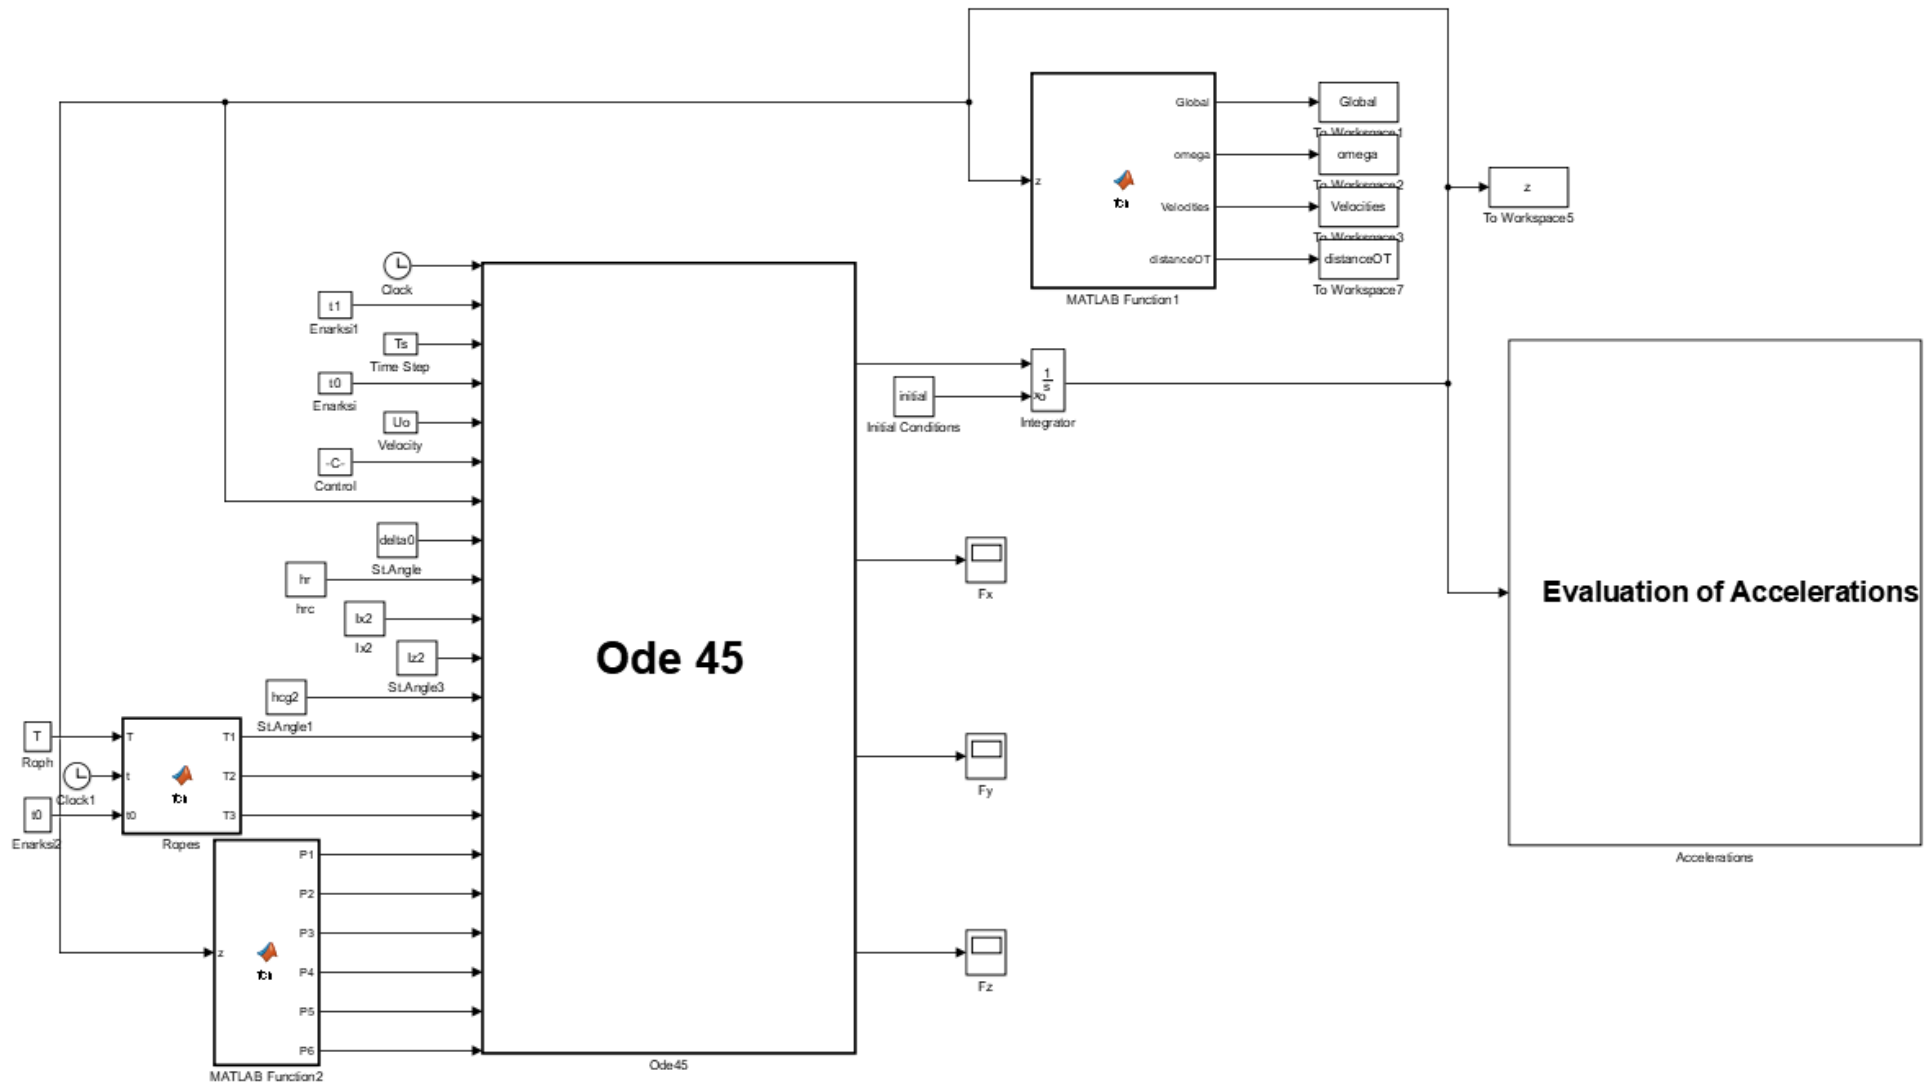 Global
Global
To Workspace1
omega
omega
To Workspace2
z
Velocities
Velocities
To Workspace3
distanceOT
distanceOT
To Workspace7
MATLAB Function1
z
To Workspace5
Clock
t1
Enarksi1
Ts
Time Step
t0
Enarksi
Uo
Velocity
-C-
Control
initial
Initial Conditions
1
s
xo
Integrator
delta0
St.Angle
hr
hrc
Ix2
Ix2
Iz2
St.Angle3
hcg2
St.Angle1
Ode 45
Ode45
Fx
Fy
Fz
Evaluation of Accelerations
Accelerations
T
Roph
Clock1
t0
Enarksi2
T
t
t0
T1
T2
T3
fcn
Ropes
z
fcn
P1
P2
P3
P4
P5
P6
MATLAB Function2
fcn